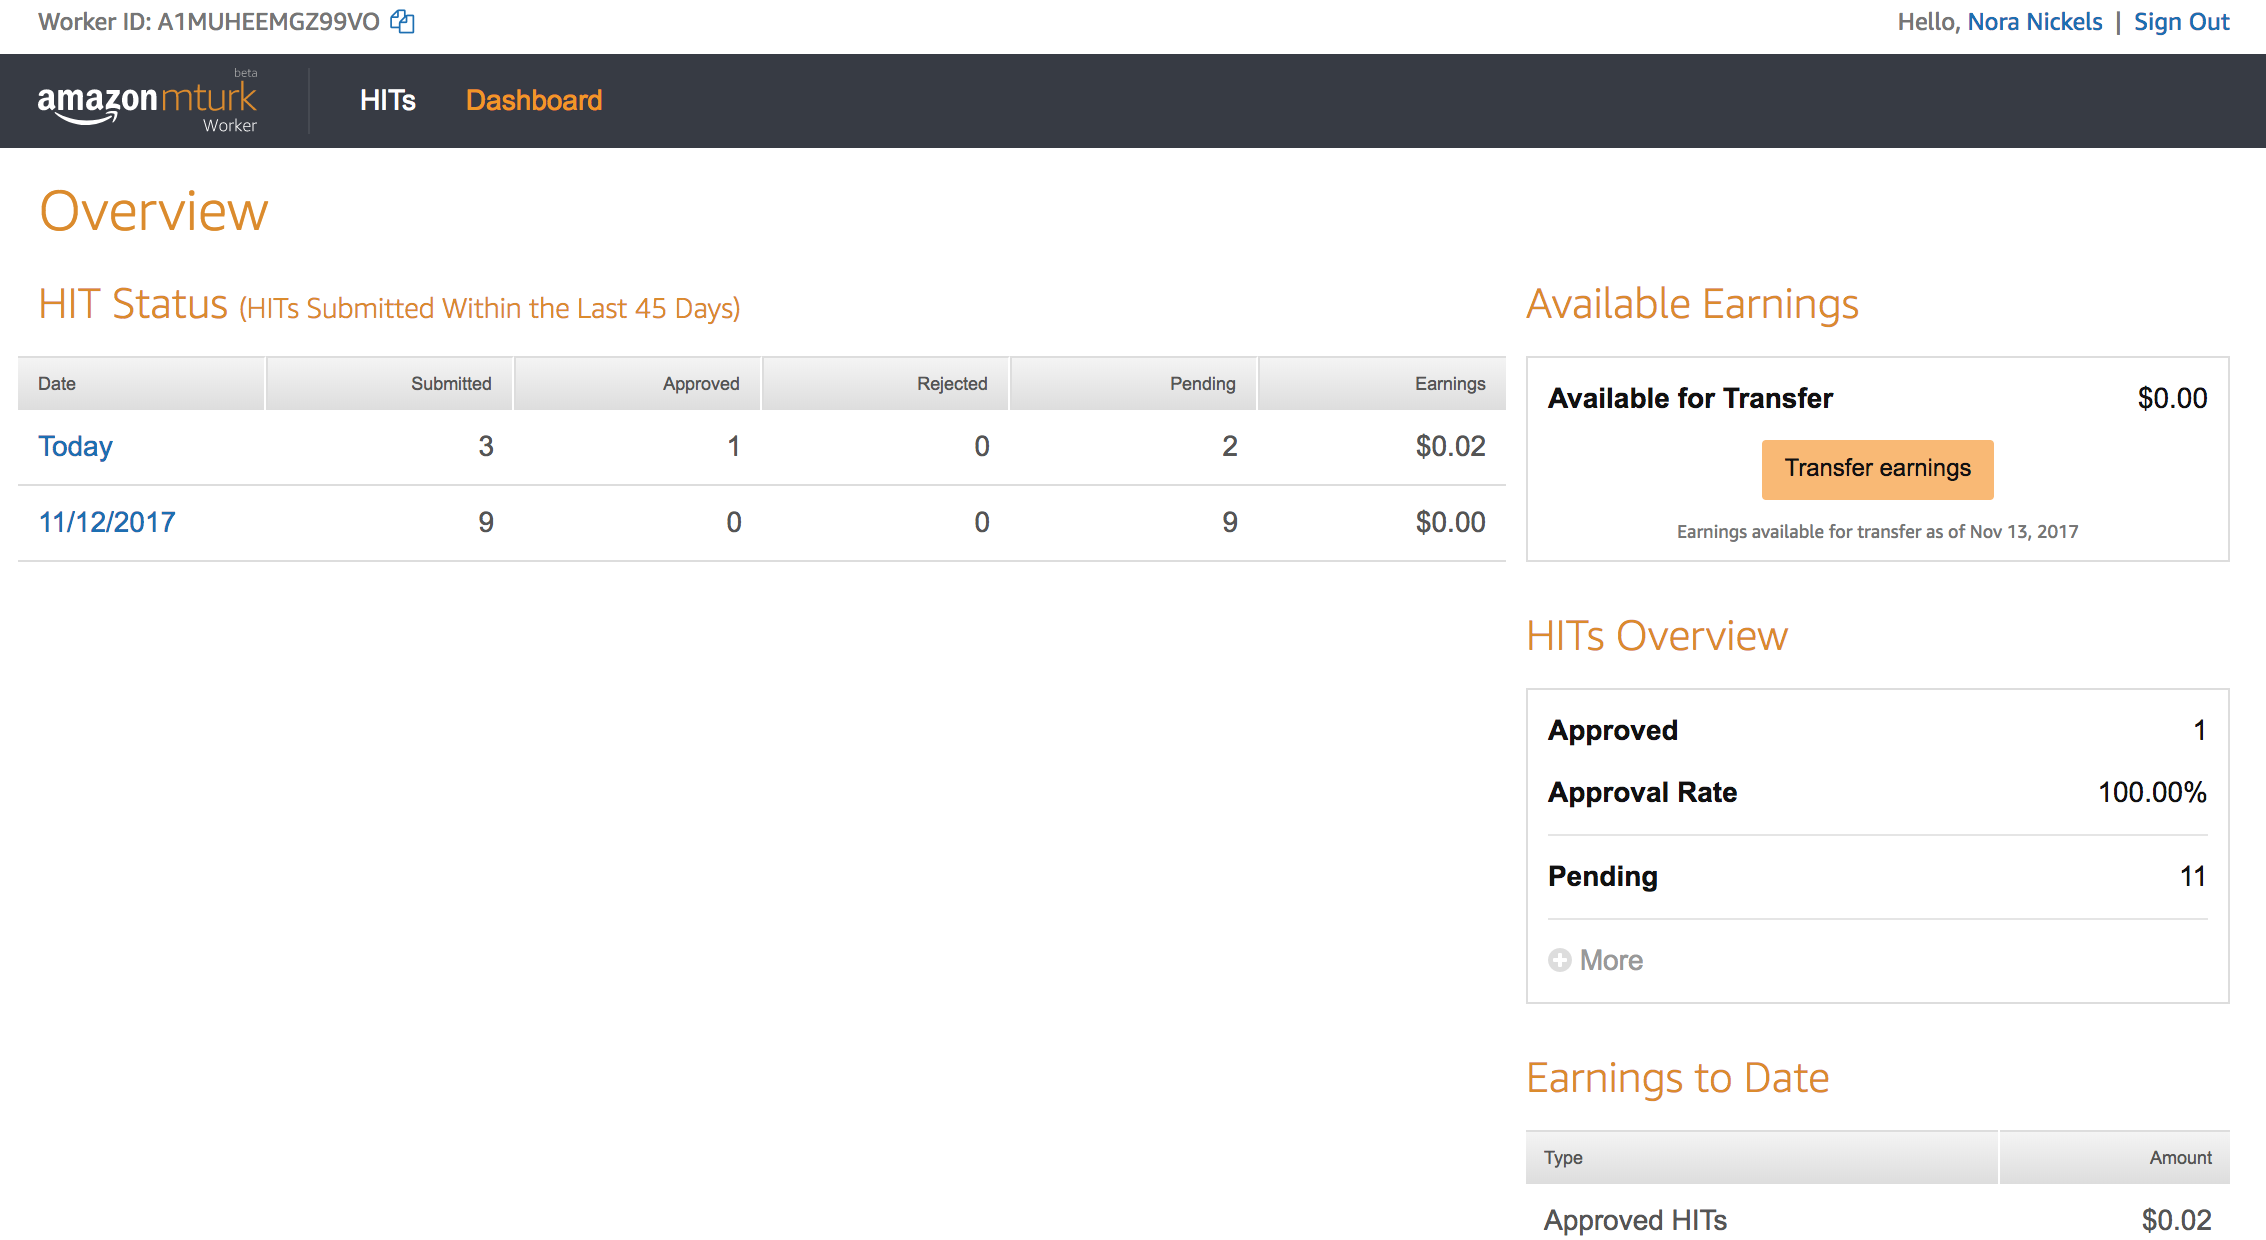 Worker ID: A1MUHEEMGZ99VO
Hello, Nora Nickels | Sign Out
beta
amazonmturk
Worker
HITs
Dashboard
Overview
HIT Status (HITs Submitted Within the Last 45 Days)
Date Submitted Approved Rejected Pending Earnings
Today 3 1 0 2 $0.02
11/12/2017 9 0 0 9 $0.00
Available Earnings
Available for Transfer $0.00
Transfer earnings
Earnings available for transfer as of Nov 13, 2017
HITs Overview
Approved 1
Approval Rate 100.00%
Pending 11
More
Earnings to Date
Type Amount
Approved HITs $0.02